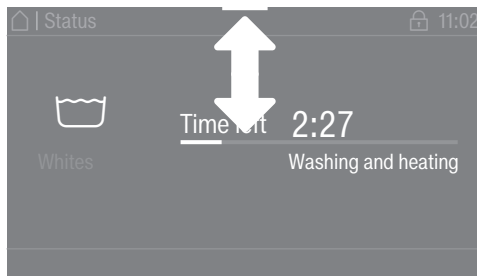 | Status 11:02
Time left 2:27
Whites
Washing and heating